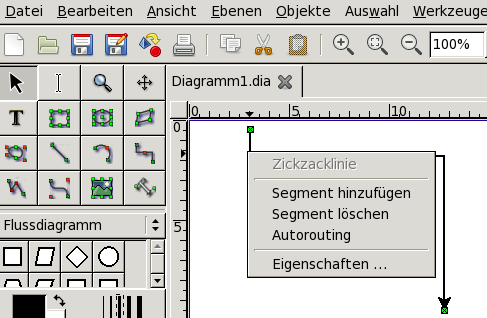 Datei Bearbeiten Ansicht Ebenen Objekte Auswahl Werkzeuge
100%
Diagramm1.dia
T
0 5 10
0
Zickzacklinie
Segment hinzufügen
Segment löschen
5
Autorouting
Flussdiagramm
Eigenschaften ...